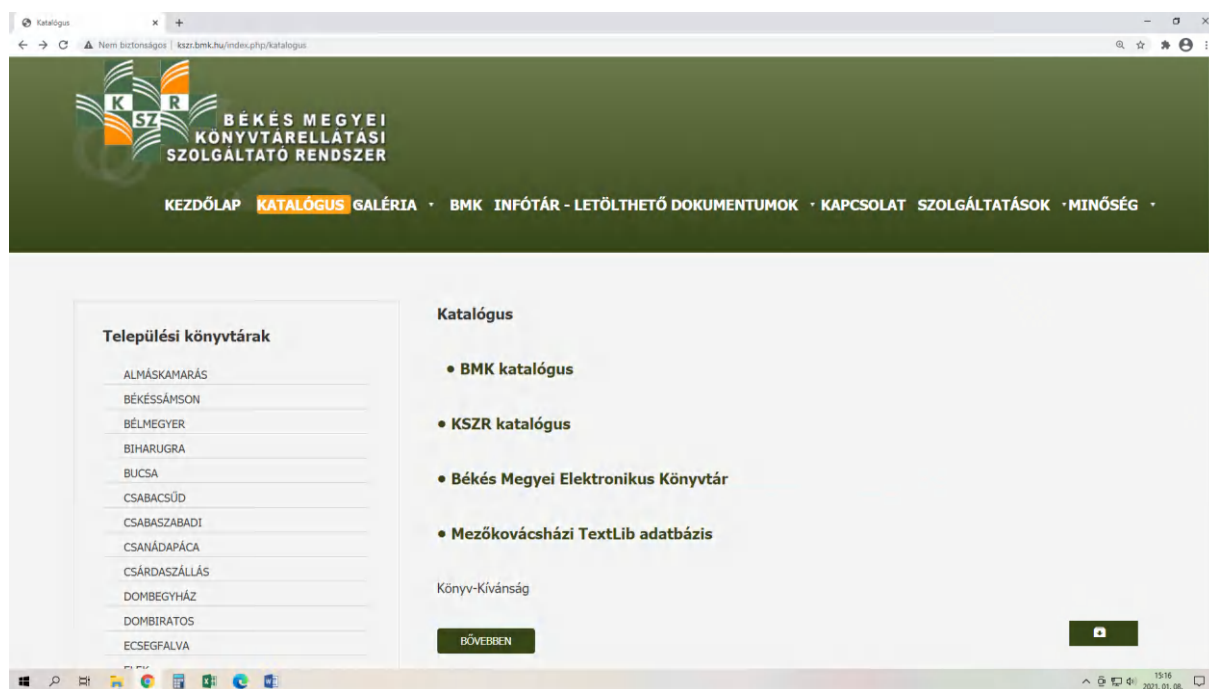 Katalógus
Nem biztonságos | kszr.bmk.hu/index.php/katalogus
K R
SZ
BÉKÉS MEGYEI
KÖNYVTÁRELLÁTÁSI
SZOLGÁLTATÓ RENDSZER
KEZDŐLAP KATALÓGUS GALÉRIA BMK INFÓTÁR - LETÖLTHETŐ DOKUMENTUMOK KAPCSOLAT SZOLGÁLTATÁSOK MINŐSÉG
Települési könyvtárak
ALMÁSKAMARÁS
BÉKÉSSÁMSON
BÉLMEGYER
BIHARUGRA
BUCSA
CSABACSŰD
CSABASZABADI
CSANÁDAPÁCA
CSÁRDASZÁLLÁS
DOMBEGYHÁZ
DOMBIRATOS
ECSEGFALVA
Katalógus
• BMK katalógus
• KSZR katalógus
• Békés Megyei Elektronikus Könyvtár
• Mezőkovácsházi TextLib adatbázis
Könyv-Kívánság
BŐVEBBEN
15:16
2021. 01. 08.